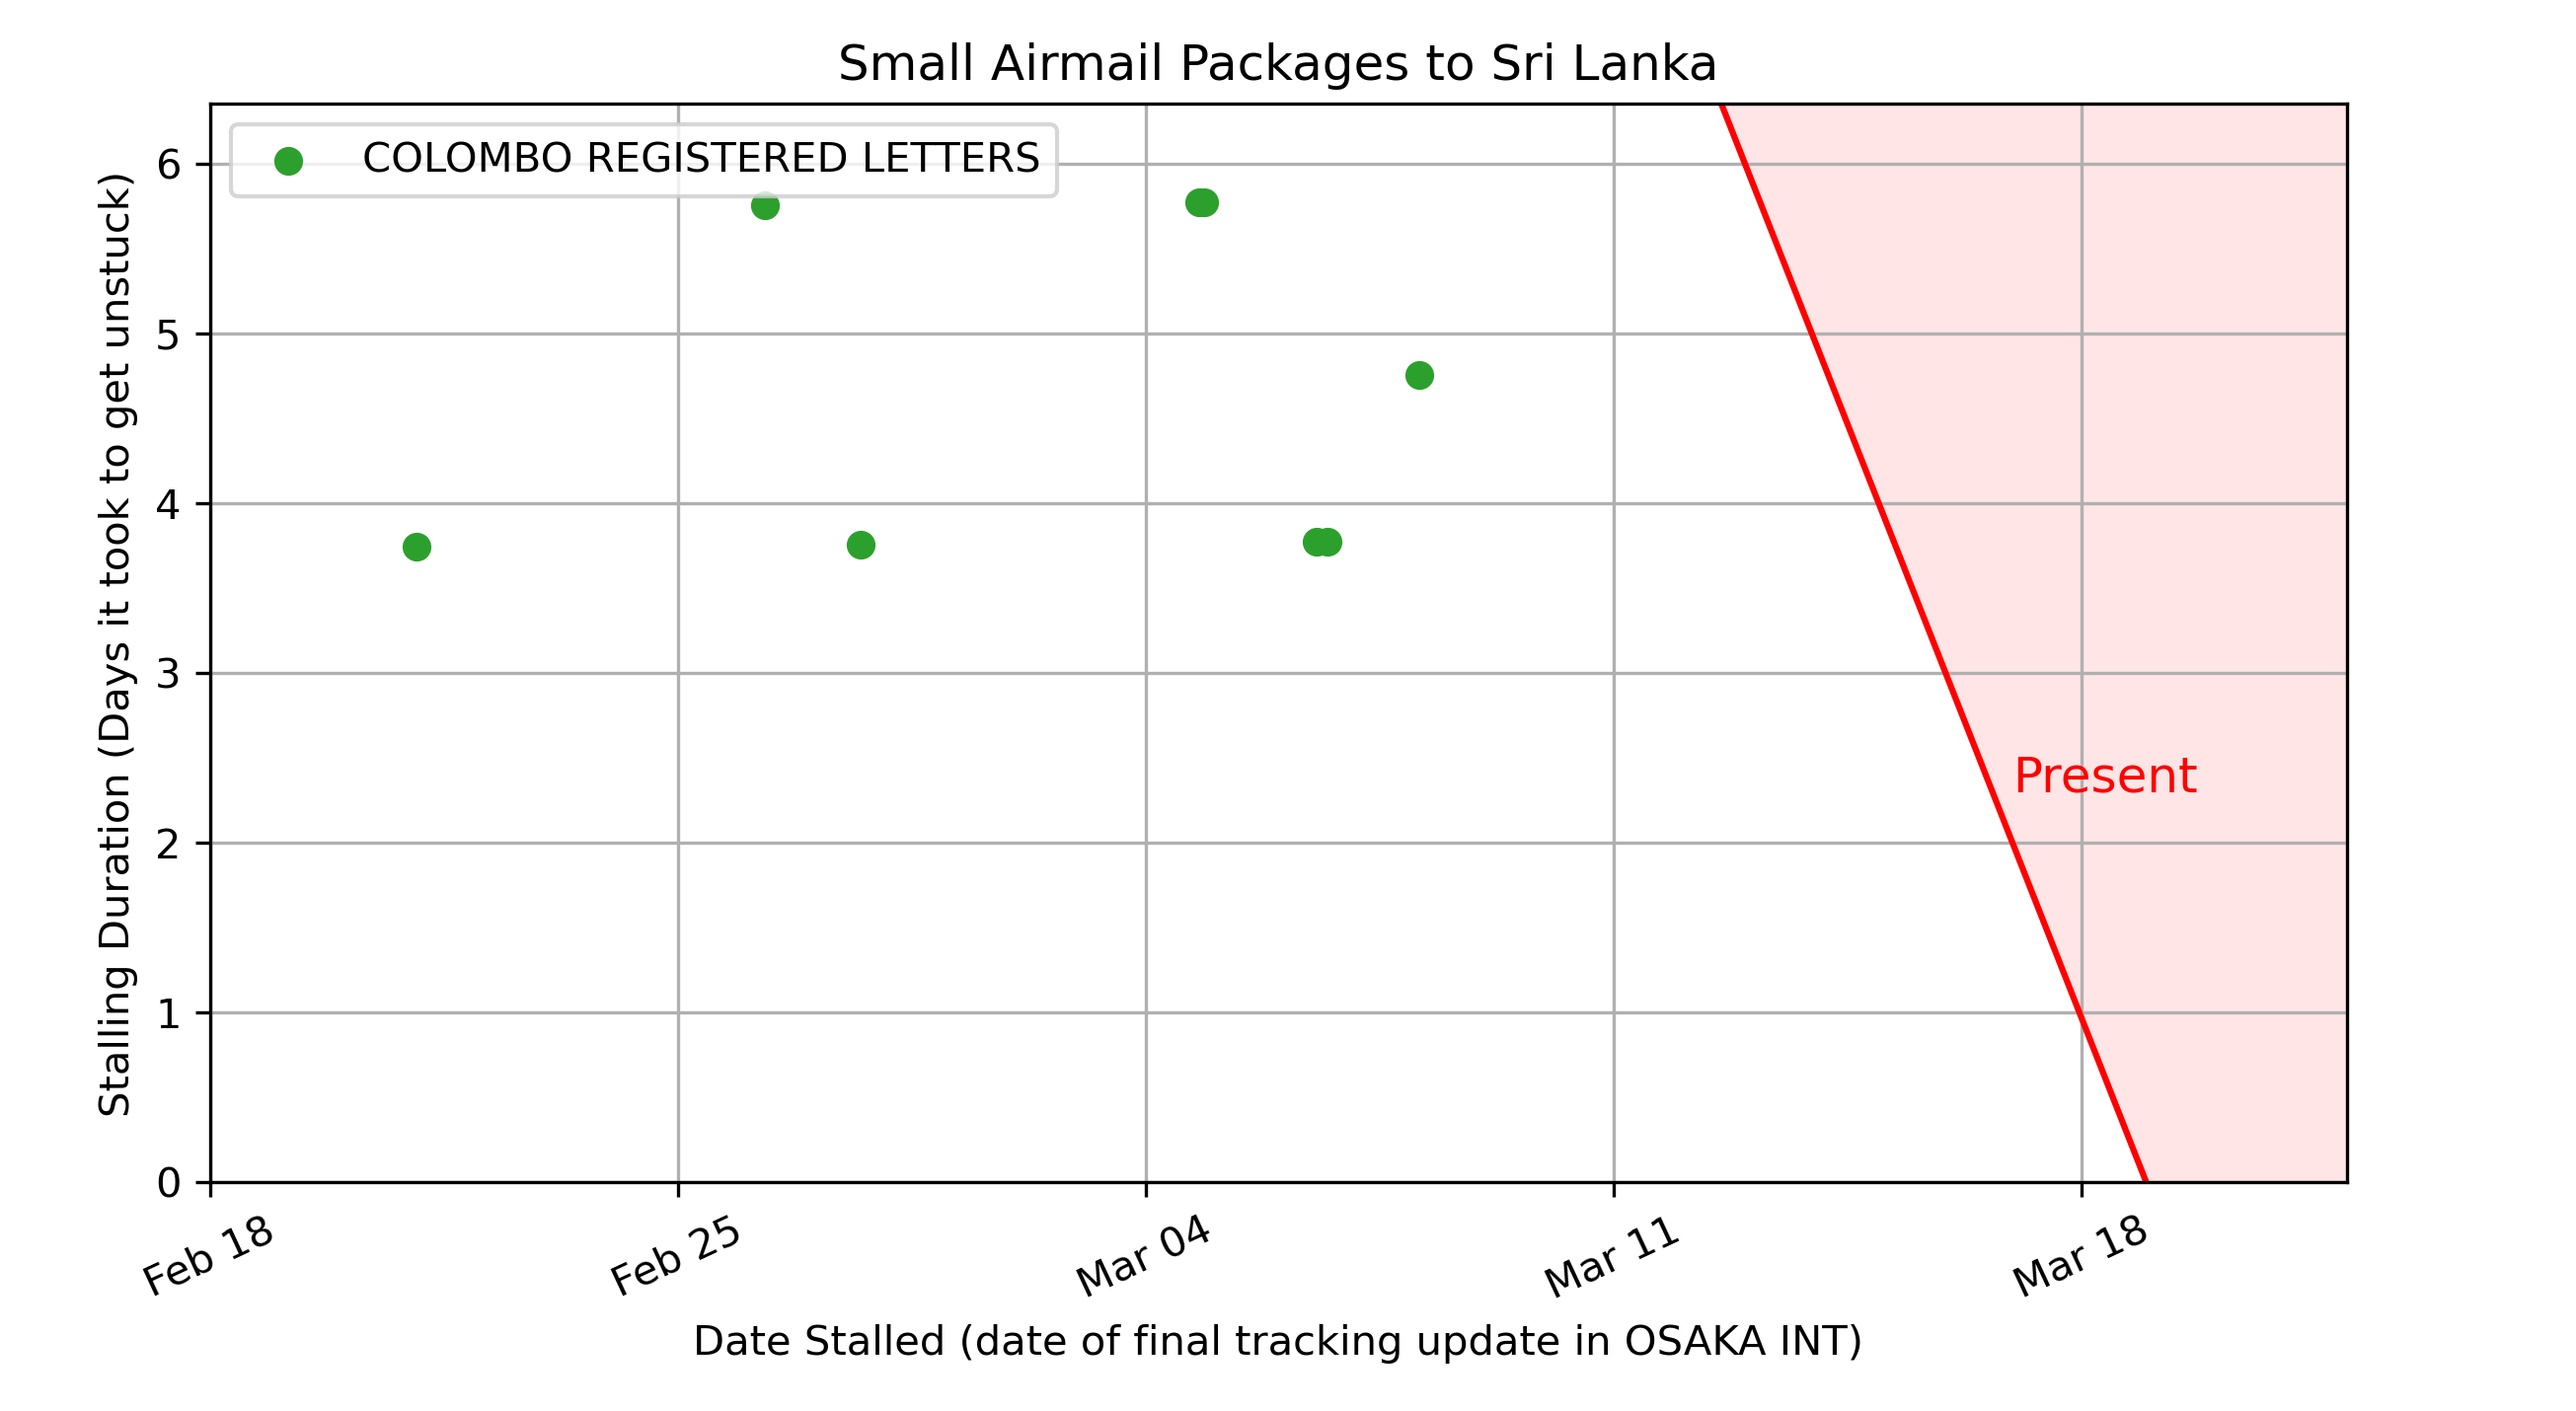 Small Airmail Packages to Sri Lanka
COLOMBO REGISTERED LETTERS
Stalling Duration (Days it took to get unstuck)
6
5
4
3
2
1
0
Present
Feb 18
Feb 25
Mar 04
Mar 11
Mar 18
Date Stalled (date of final tracking update in OSAKA INT)